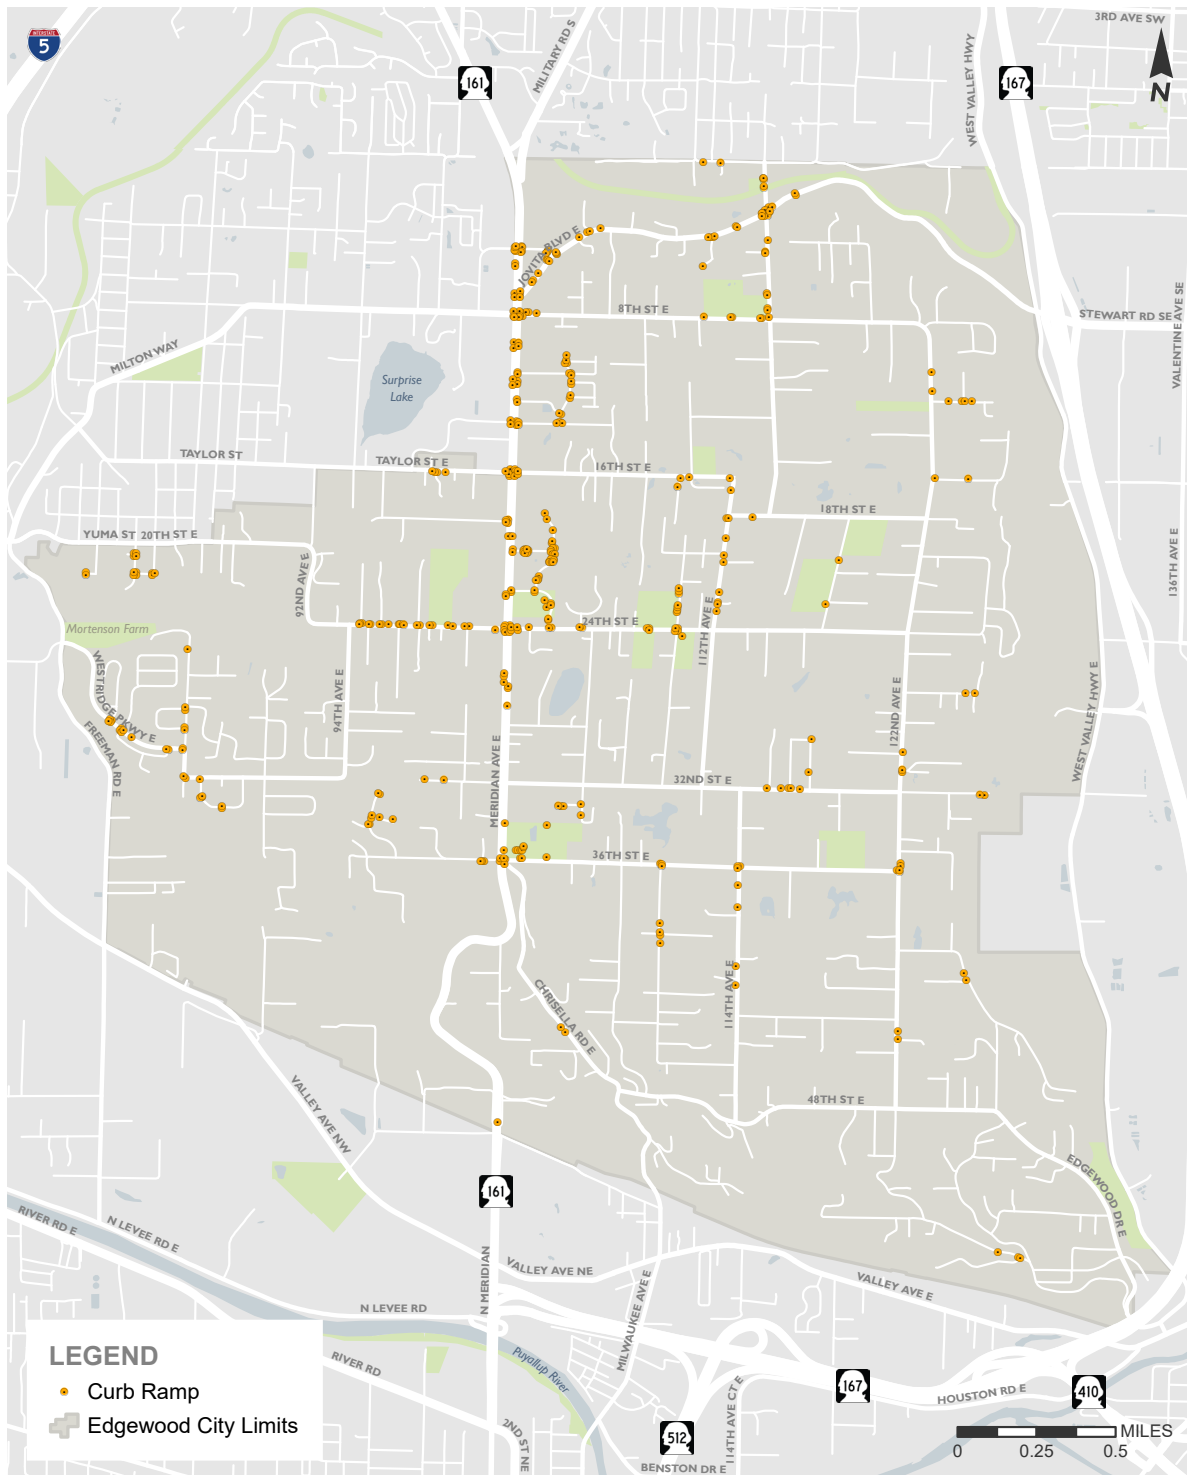 3RD AVE SW
INTERSTATE
5
161
MILITARY RD S
WEST VALLEY HWY
167
N
JOVITA BLVD E
8TH ST E
STEWART RD SE
VALENTINE AVE SE
MILTON WAY
Surprise
Lake
TAYLOR ST
TAYLOR ST E
16TH ST E
18TH ST E
YUMA ST
20TH ST E
92ND AVE E
136TH AVE E
24TH ST E
112TH AVE E
Mortenson Farm
WESTRIDGE PKWY E
FREEMAN RD E
94TH AVE E
122ND AVE E
WEST VALLEY HWY E
MERIDIAN AVE E
32ND ST E
36TH ST E
114TH AVE E
CHRISELLA RD E
48TH ST E
VALLEY AVE NW
EDGEWOOD DR E
161
RIVER RD E
N LEVEE RD E
N MERIDIAN
VALLEY AVE NE
VALLEY AVE E
MILWAUKEE AVE E
N LEVEE RD
RIVER RD
Puyallup River
167
HOUSTON RD E
410
114TH AVE CT E
512
2ND ST NE
BENSTON DR E
LEGEND
Curb Ramp
Edgewood City Limits
MILES
0 0.25 0.5